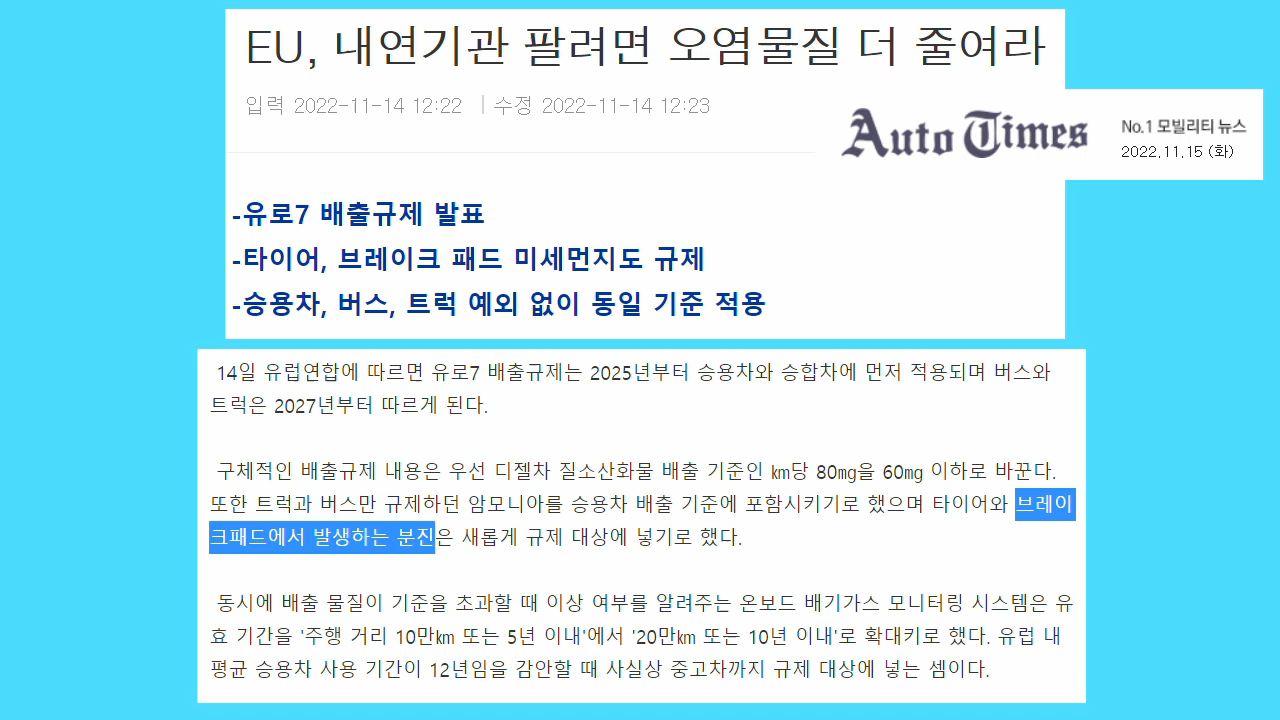 EU, 내연기관 팔려면 오염물질 더 줄여라
입력 2022-11-14 12:22 | 수정 2022-11-14 12:23
Auto Times
No.1 모빌리티 뉴스
2022.11.15 (화)
-유로7 배출규제 발표
-타이어, 브레이크 패드 미세먼지도 규제
-승용차, 버스, 트럭 예외 없이 동일 기준 적용
14일 유럽연합에 따르면 유로7 배출규제는 2025년부터 승용차와 승합차에 먼저 적용되며 버스와
트럭은 2027년부터 따르게 된다.
구체적인 배출규제 내용은 우선 디젤차 질소산화물 배출 기준인 ㎞당 80㎎을 60㎎ 이하로 바꾼다.
또한 트럭과 버스만 규제하던 암모니아를 승용차 배출 기준에 포함시키기로 했으며 타이어와 브레이
크패드에서 발생하는 분진은 새롭게 규제 대상에 넣기로 했다.
동시에 배출 물질이 기준을 초과할 때 이상 여부를 알려주는 온보드 배기가스 모니터링 시스템은 유
효 기간을 '주행 거리 10만㎞ 또는 5년 이내'에서 '20만㎞ 또는 10년 이내'로 확대키로 했다. 유럽 내
평균 승용차 사용 기간이 12년임을 감안할 때 사실상 중고차까지 규제 대상에 넣는 셈이다.